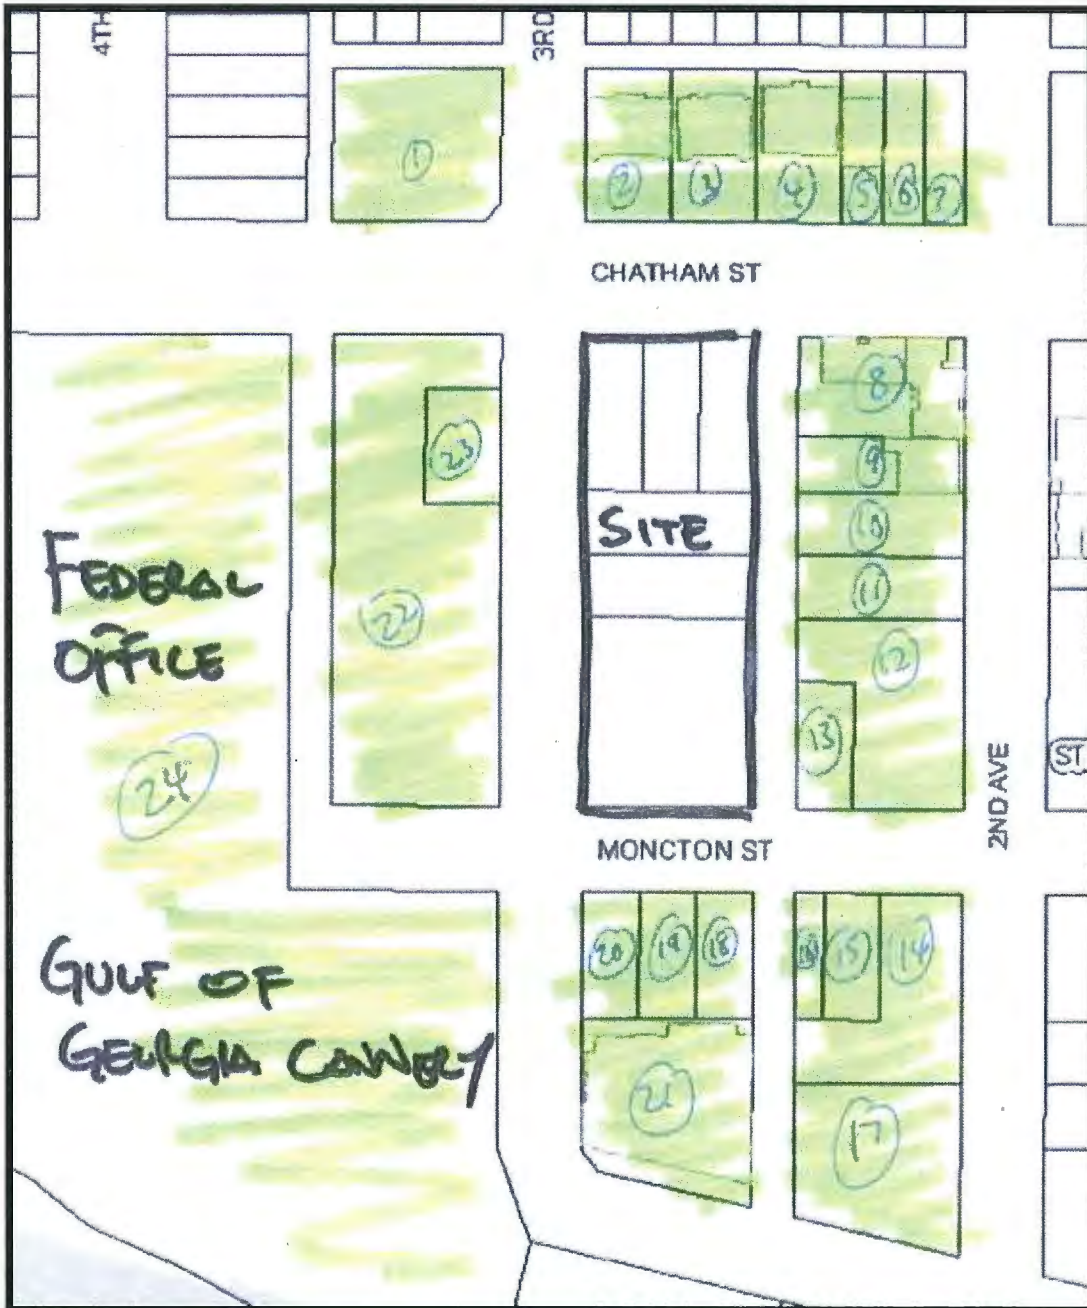 4TH
3RD
1
2 3 4 5 6 7
CHATHAM ST
8
23
9
SITE
10
FEDERAL
OFFICE
11
22
12
13
24
2ND AVE
ST
MONCTON ST
20 19 18
16 15 14
GULF OF
GEORGIA CANNERY
21
17